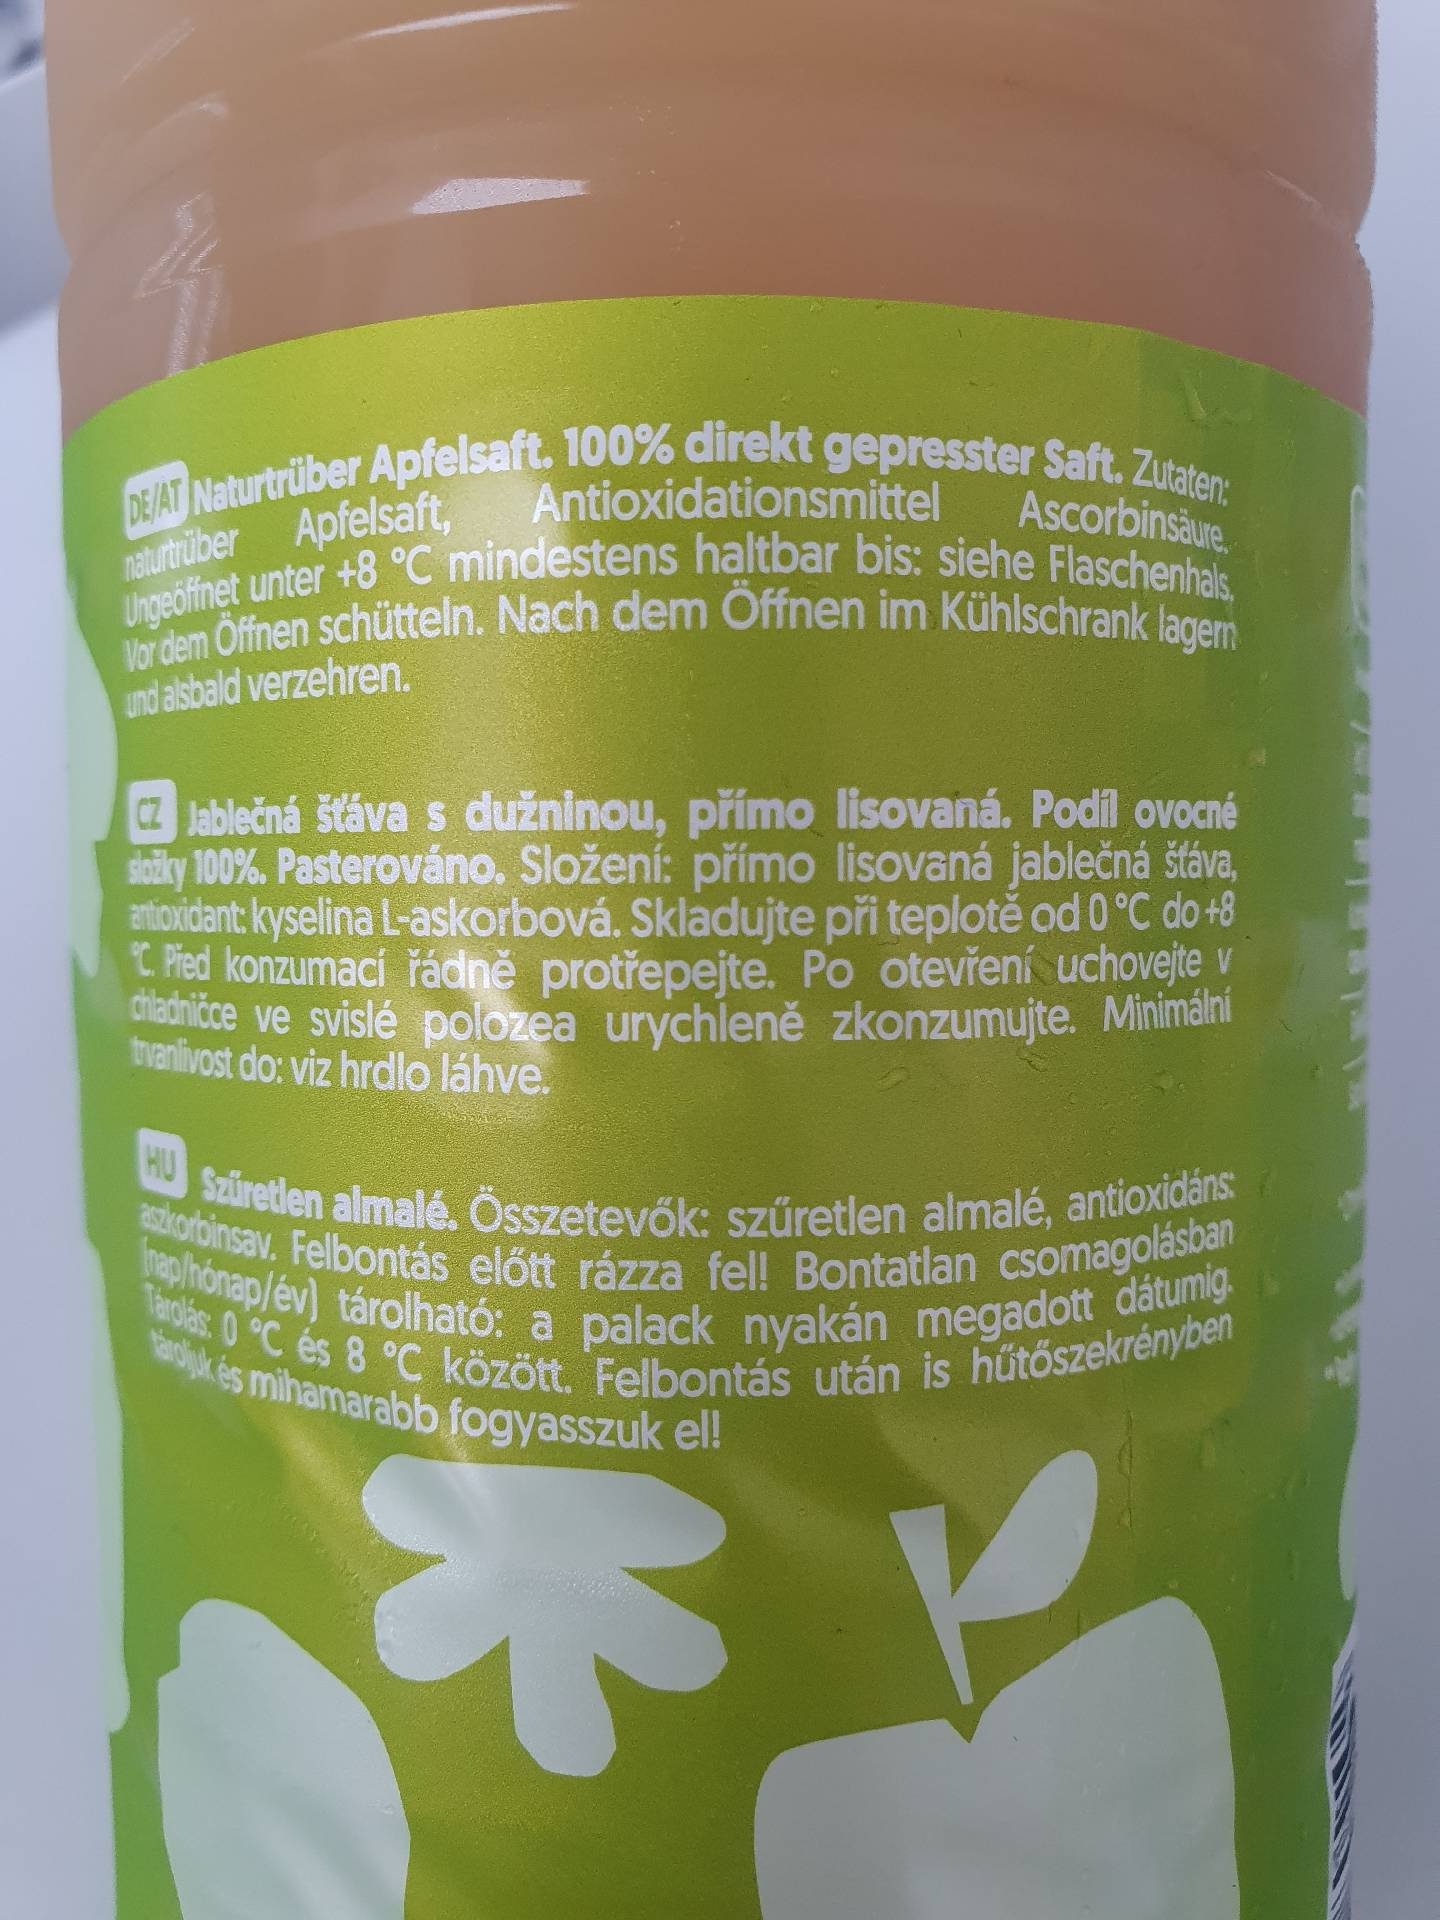 DE/AT Naturtrüber Apfelsaft. 100% direkt gepresster Saft. Zutaten:
naturtrüber Apfelsaft, Antioxidationsmittel Ascorbinsäure.
Ungeöffnet unter +8 °C mindestens haltbar bis: siehe Flaschenhals.
Vor dem Öffnen schütteln. Nach dem Öffnen im Kühlschrank lagern
und alsbald verzehren.
CZ Jablečná šťáva s dužninou, přímo lisovaná. Podíl ovocné
složky 100%. Pasterováno. Složení: přímo lisovaná jablečná šťáva,
antioxidant: kyselina L-askorbová. Skladujte při teplotě od 0 °C do +8
°C. Před konzumací řádně protřepejte. Po otevření uchovejte v
chladničce ve svislé polozea urychleně zkonzumujte. Minimální
trvanlivost do: viz hrdlo láhve.
HU Szűretlen almalé. Összetevők: szűretlen almalé, antioxidáns:
aszkorbinsav. Felbontás előtt rázza fel! Bontatlan csomagolásban
(nap/hónap/év) tárolható: a palack nyakán megadott dátumig.
Tárolás: 0 °C és 8 °C között. Felbontás után is hűtőszekrényben
tároljuk és mihamarabb fogyasszuk el!